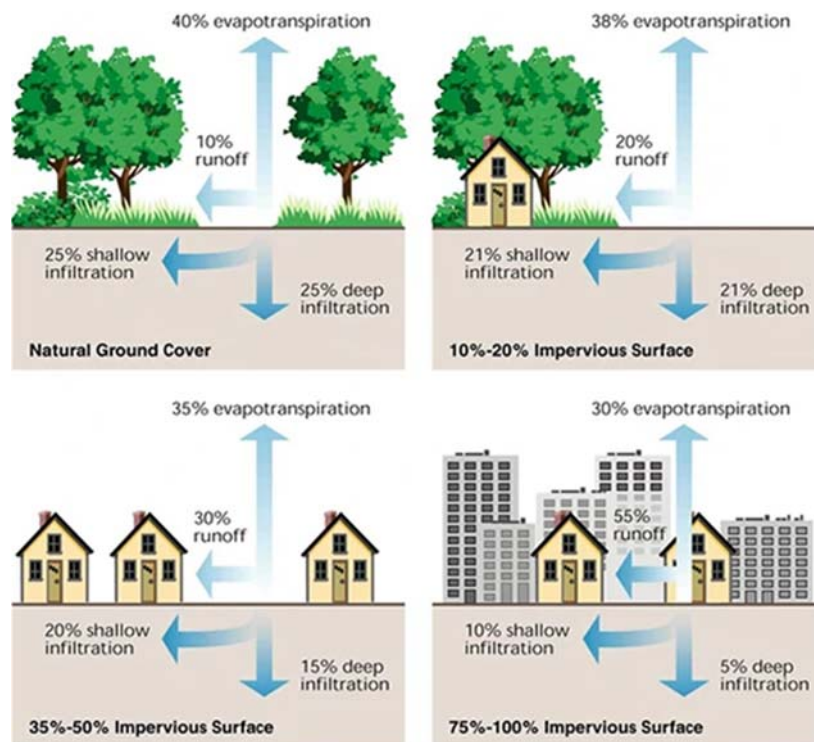 40% evapotranspiration
10%
runoff
25% shallow
infiltration
25% deep
infiltration
Natural Ground Cover
38% evapotranspiration
20%
runoff
21% shallow
infiltration
21% deep
infiltration
10%-20% Impervious Surface
35% evapotranspiration
30%
runoff
20% shallow
infiltration
15% deep
infiltration
35%-50% Impervious Surface
30% evapotranspiration
55%
runoff
10% shallow
infiltration
5% deep
infiltration
75%-100% Impervious Surface